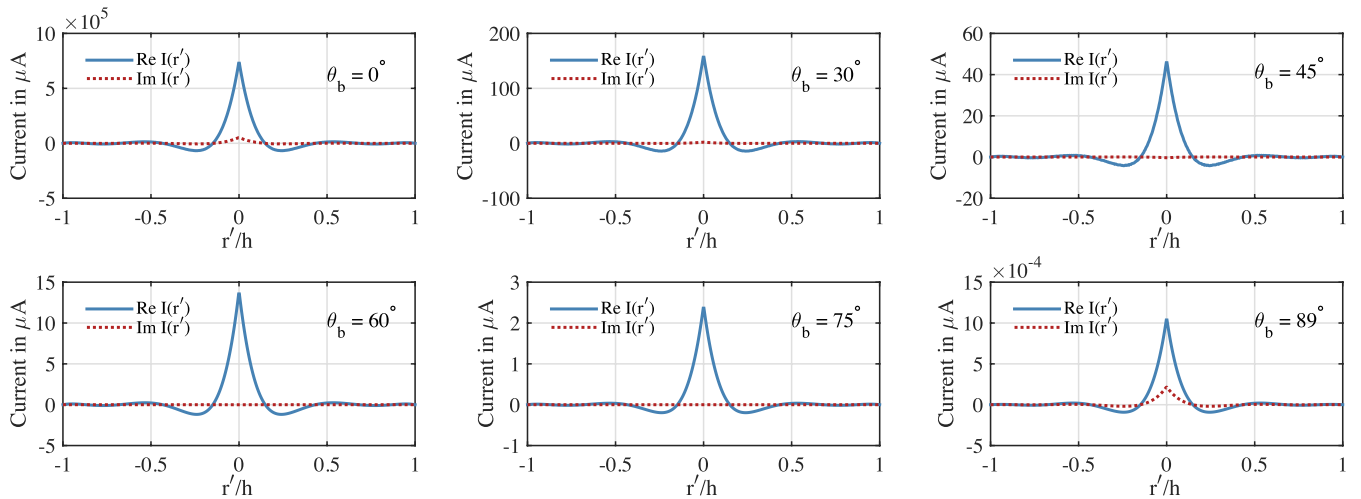 ×10⁵
10
5
0
-5
Current in μA
Re I(r′)
Im I(r′)
θ_b = 0°
-1 -0.5 0 0.5 1
r′/h
200
100
0
-100
Current in μA
Re I(r′)
Im I(r′)
θ_b = 30°
-1 -0.5 0 0.5 1
r′/h
60
40
20
0
-20
Current in μA
Re I(r′)
Im I(r′)
θ_b = 45°
-1 -0.5 0 0.5 1
r′/h
15
10
5
0
-5
Current in μA
Re I(r′)
Im I(r′)
θ_b = 60°
-1 -0.5 0 0.5 1
r′/h
3
2
1
0
-1
Current in μA
Re I(r′)
Im I(r′)
θ_b = 75°
-1 -0.5 0 0.5 1
r′/h
×10⁻⁴
15
10
5
0
-5
Current in μA
Re I(r′)
Im I(r′)
θ_b = 89°
-1 -0.5 0 0.5 1
r′/h